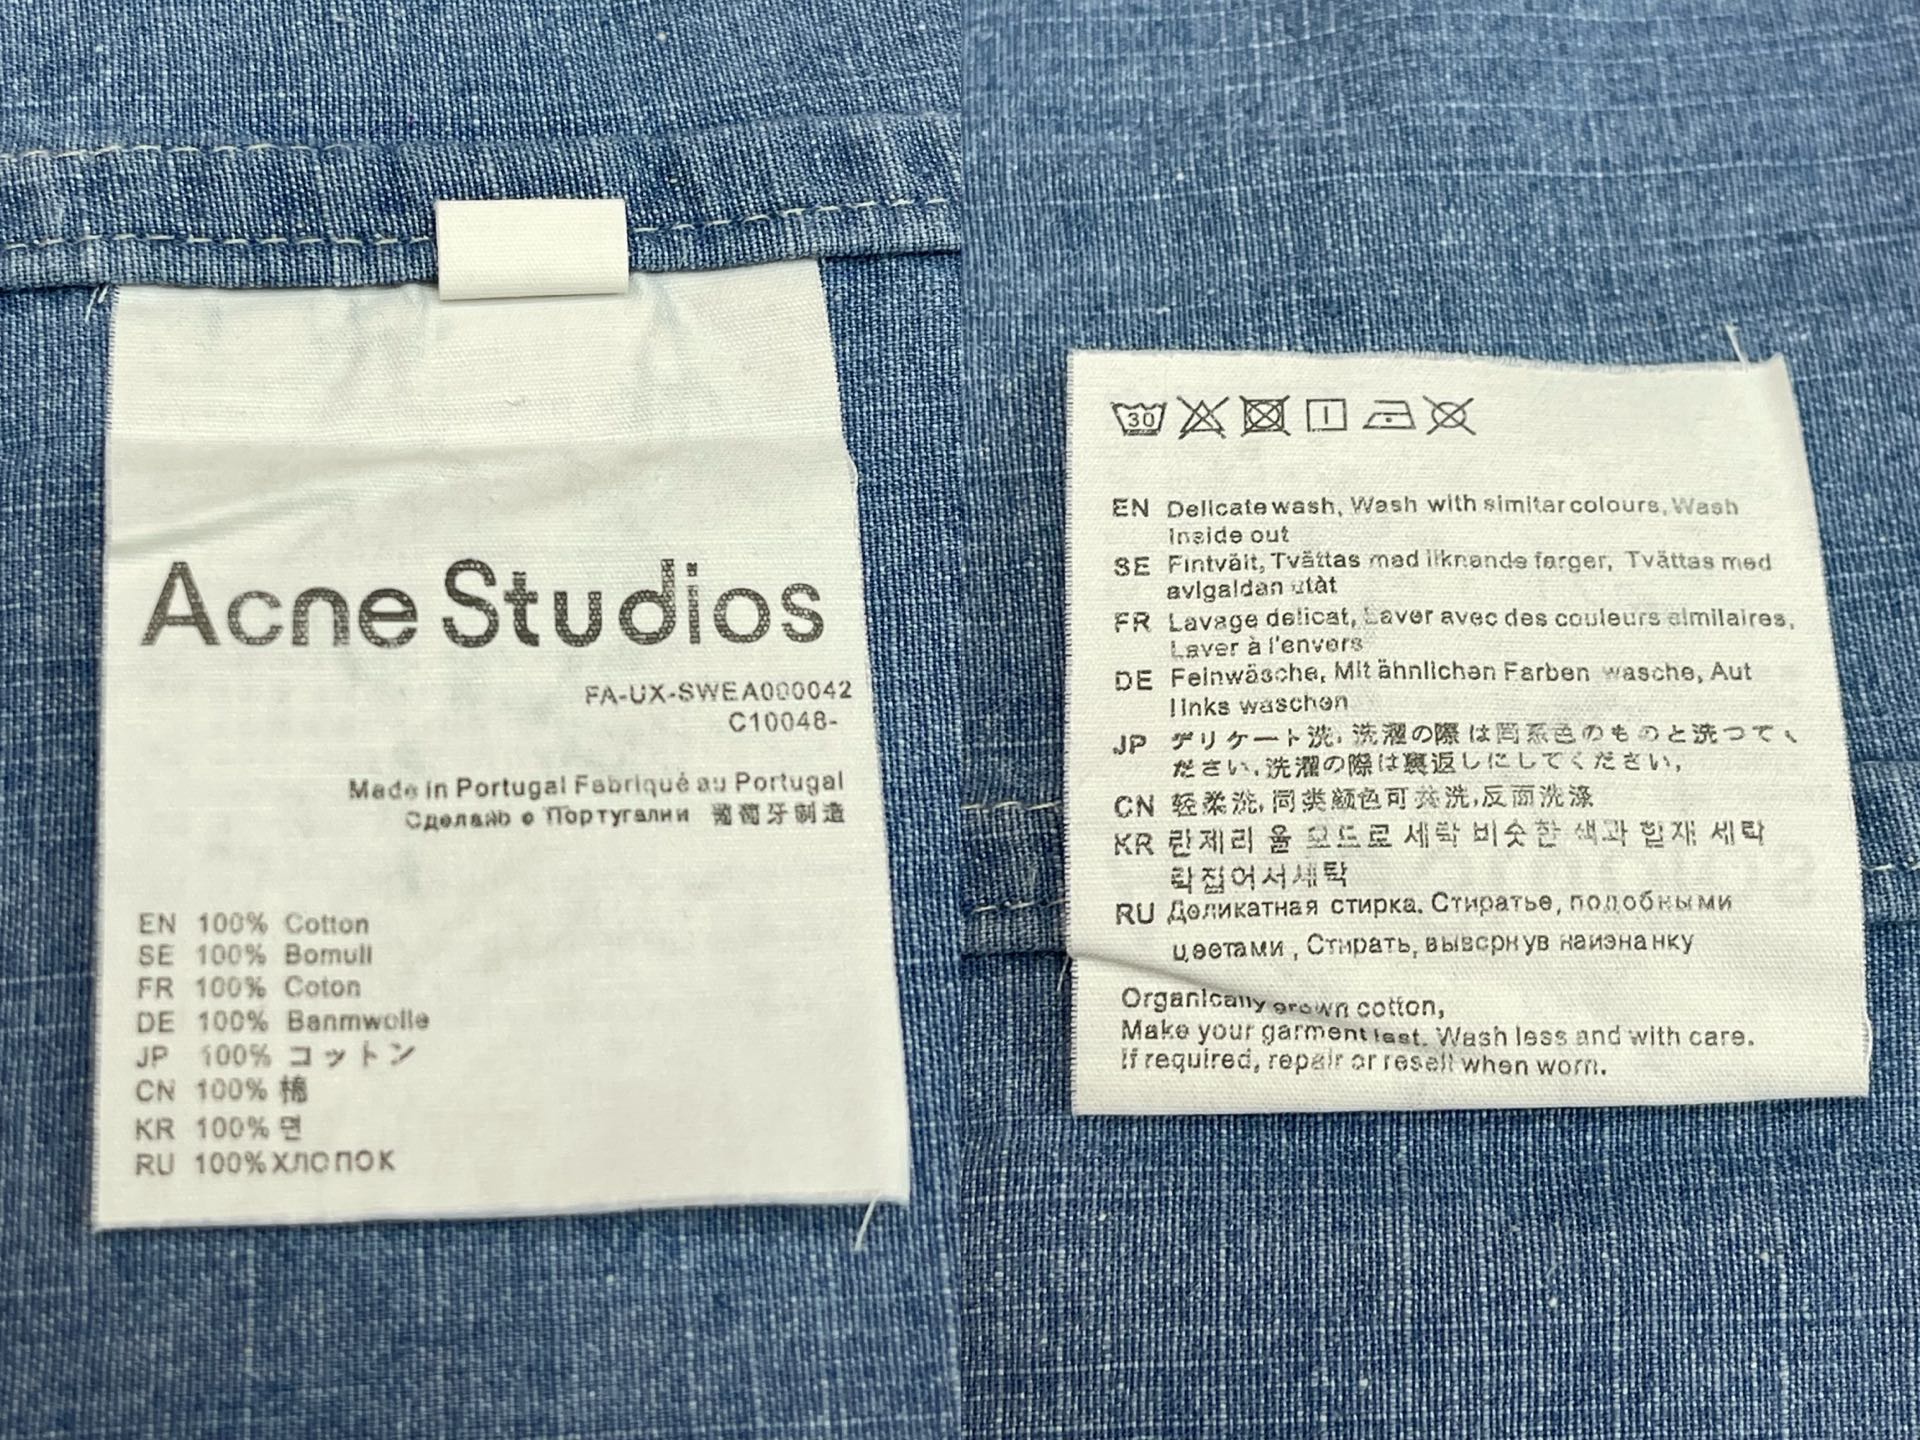 Acne Studios
FA-UX-SWEA000042
C10048-
Made in Portugal Fabriqué au Portugal
Сделаnb о Португалии 葡萄牙制造
EN 100% Cotton
SE 100% Bomull
FR 100% Coton
DE 100% Banmwolle
JP 100% コットン
CN 100% 棉
KR 100% 면
RU 100% ХЛОПОК
30
EN Delicate wash, Wash with simitar colours, Wash
inside out
SE Fintvält, Tvättas mad liknande farger, Tvättas med
avigaldan utàt
FR Lavage delicat, Laver avec des couleurs similaires,
Laver à l'envers
DE Feinwäsche, Mit ähnlichen Farben wasche, Aut
links waschen
JP デリケート洗, 洗濯の際は同系色のものと洗つてく
ださい,洗濯の際は裏返しにしてください,
CN 轻柔洗,同类颜色可共洗,反面洗涤
KR 란제리 울 모드로 세탁 비슷한 색과 함재 세탁
락집어서세탁
RU Деликатная стирка. Стиратье, подобными
цветами, Стирать, вывернув наизнанку
Organically grown cotton,
Make your garment last. Wash less and with care.
If required, repair or resell when worn.